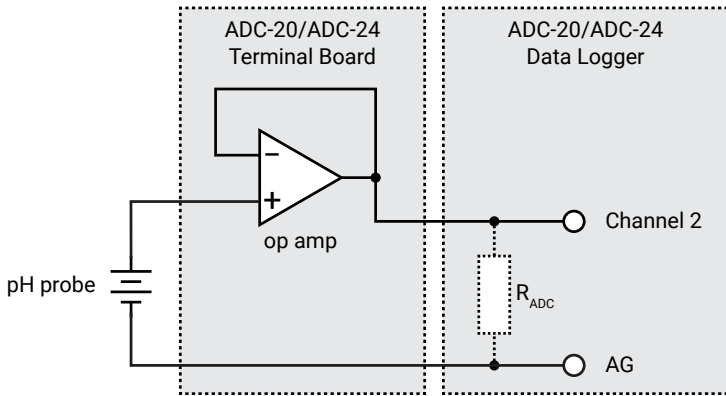 ADC-20/ADC-24
Terminal Board
ADC-20/ADC-24
Data Logger
−
+
op amp
Channel 2
pH probe
RADC
AG